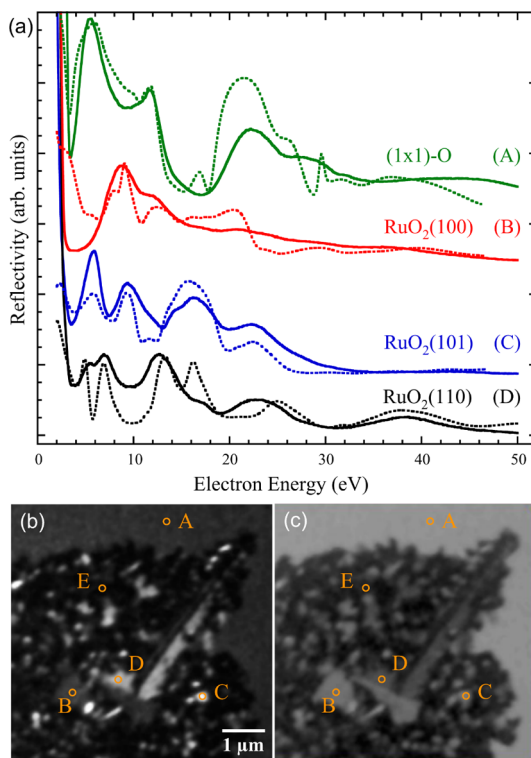 (a)
Reflectivity (arb. units)
(1x1)-O (A)
RuO₂(100) (B)
RuO₂(101) (C)
RuO₂(110) (D)
0 10 20 30 40 50
Electron Energy (eV)
(b) A
E
D
B
C
1 µm
(c) A
E
D
B
C